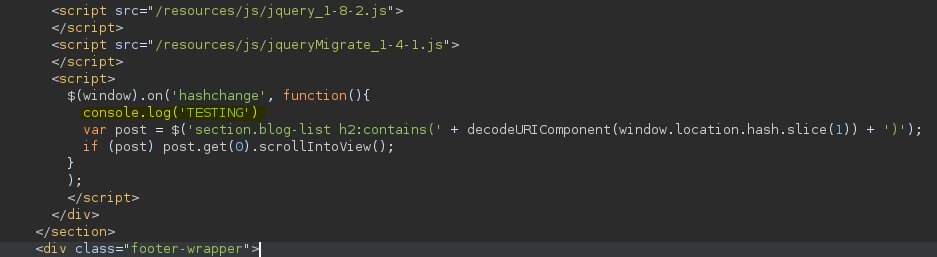 <script src="/resources/js/jquery_1-8-2.js">
</script>
<script src="/resources/js/jqueryMigrate_1-4-1.js">
</script>
<script>
$(window).on('hashchange', function(){
console.log('TESTING')
var post = $('section.blog-list h2:contains(' + decodeURIComponent(window.location.hash.slice(1)) + ')');
if (post) post.get(0).scrollIntoView();
}
);
</script>
</div>
</section>
<div class="footer-wrapper">